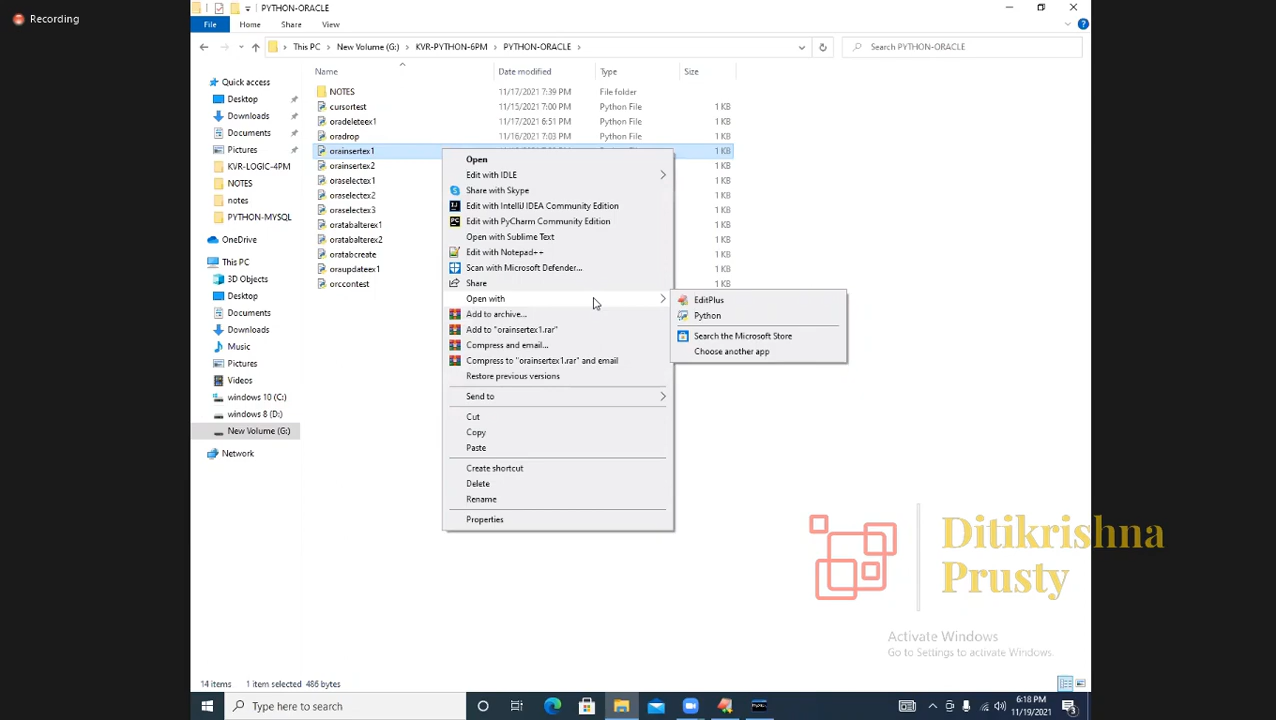 Recording
PYTHON-ORACLE
File Home Share View
This PC New Volume (G:) KVR-PYTHON-6PM PYTHON-ORACLE
Search PYTHON-ORACLE
Name Date modified Type Size
Quick access
Desktop
Downloads
Documents
Pictures
KVR-LOGIC-4PM
NOTES
notes
PYTHON-MYSQL
OneDrive
This PC
3D Objects
Desktop
Documents
Downloads
Music
Pictures
Videos
windows 10 (C:)
windows 8 (D:)
New Volume (G:)
Network
NOTES 11/17/2021 7:39 PM File folder
cursortest 11/15/2021 7:00 PM Python File 1 KB
oradeleteex1 11/17/2021 6:51 PM Python File 1 KB
oradrop 11/16/2021 7:03 PM Python File 1 KB
orainsertex1 1 KB
orainsertex2 1 KB
oraselectex1 1 KB
oraselectex2 1 KB
oraselectex3 1 KB
oratabalterex1 1 KB
oratabalterex2 1 KB
oratabcreate 1 KB
oraupdateex1 1 KB
orccontest 1 KB
Open
Edit with IDLE
Share with Skype
Edit with IntelliJ IDEA Community Edition
Edit with PyCharm Community Edition
Open with Sublime Text
Edit with Notepad++
Scan with Microsoft Defender...
Share
Open with
Add to archive...
Add to "orainsertex1.rar"
Compress and email...
Compress to "orainsertex1.rar" and email
Restore previous versions
Send to
Cut
Copy
Paste
Create shortcut
Delete
Rename
Properties
EditPlus
Python
Search the Microsoft Store
Choose another app
Ditikrishna
Prusty
Activate Windows
Go to Settings to activate Windows.
14 items 1 item selected 486 bytes
Type here to search
6:18 PM
11/19/2021
3